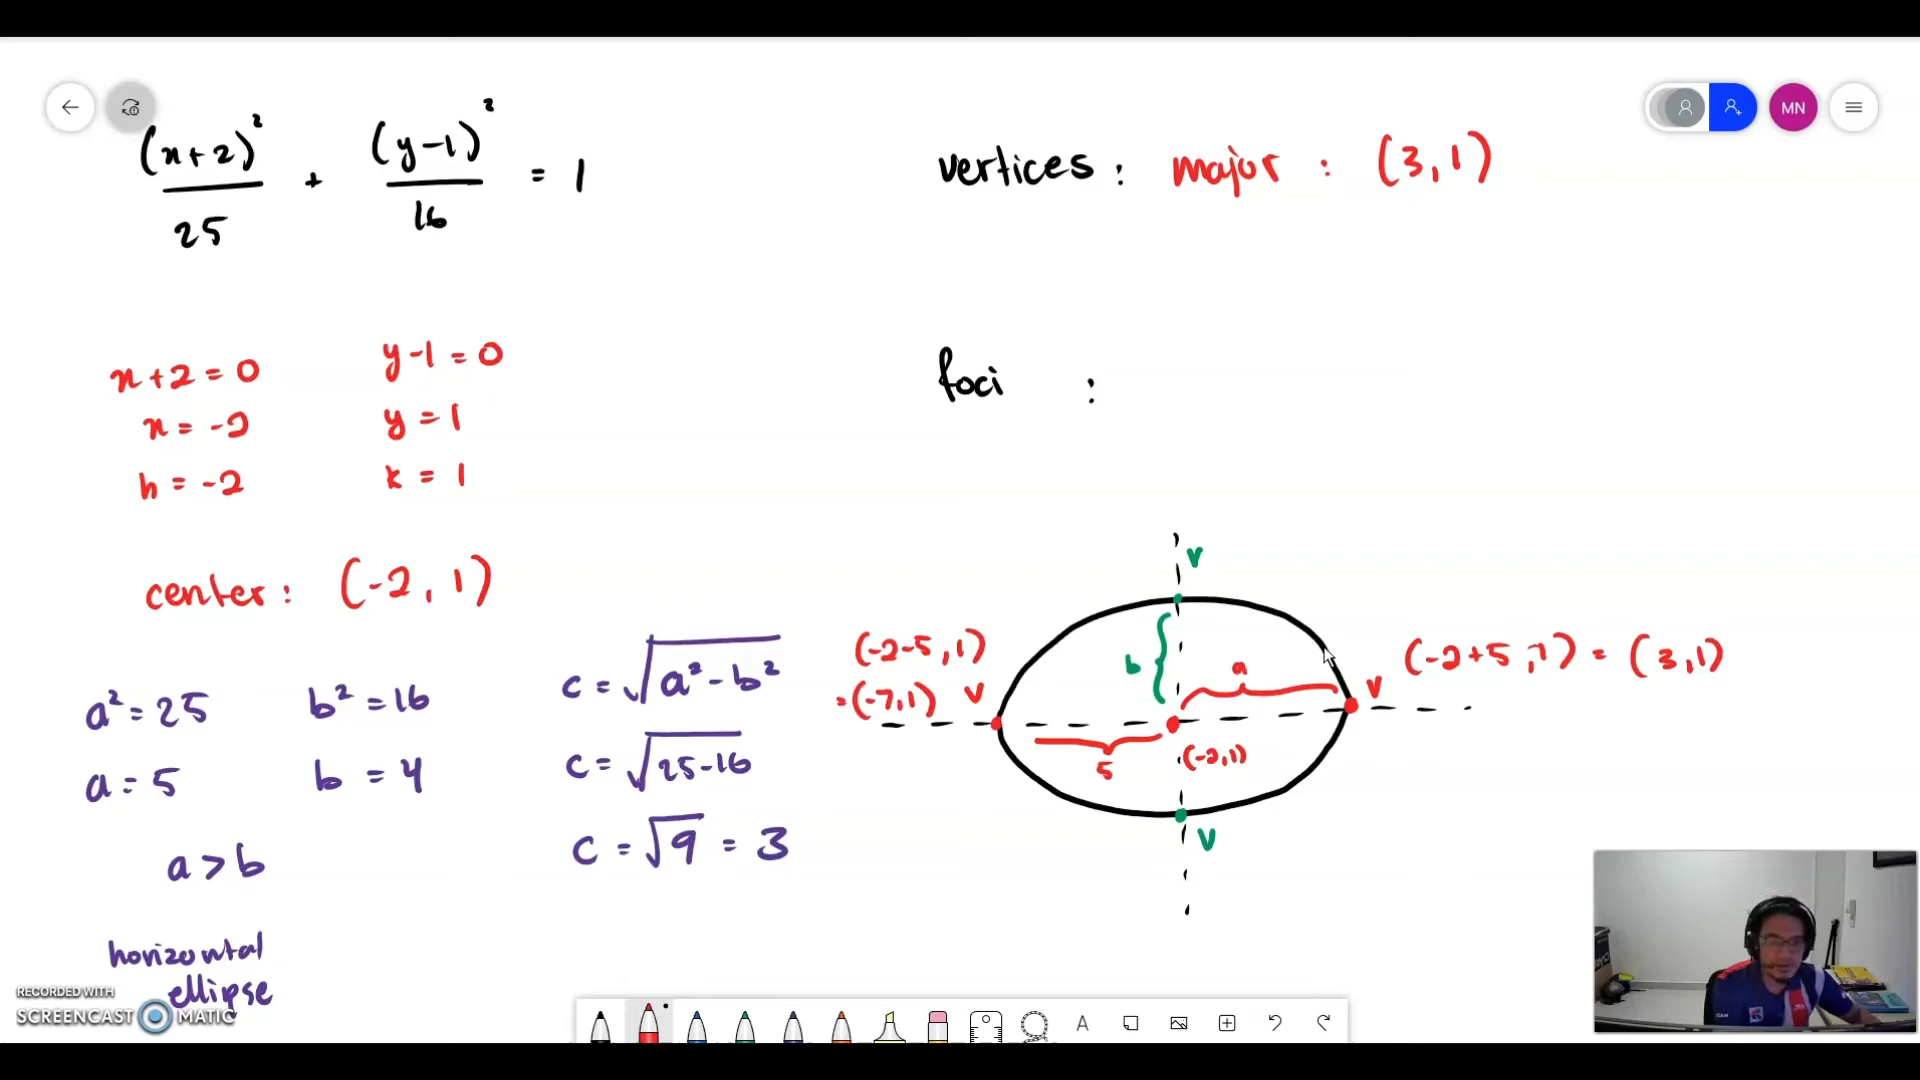 (x+2)² / 25 + (y-1)² / 16 = 1
vertices : major : (3, 1)
MN
foci :
x+2 = 0
x = -2
h = -2
y-1 = 0
y = 1
k = 1
center : (-2, 1)
a² = 25
a = 5
b² = 16
b = 4
a > b
horizontal
ellipse
c = √a² - b²
c = √25-16
c = √9 = 3
(-2-5, 1)
= (-7, 1) V
V
b
a
5
(-2, 1)
V
V
(-2+5, 1) = (3, 1)
RECORDED WITH
SCREENCAST MATIC
A